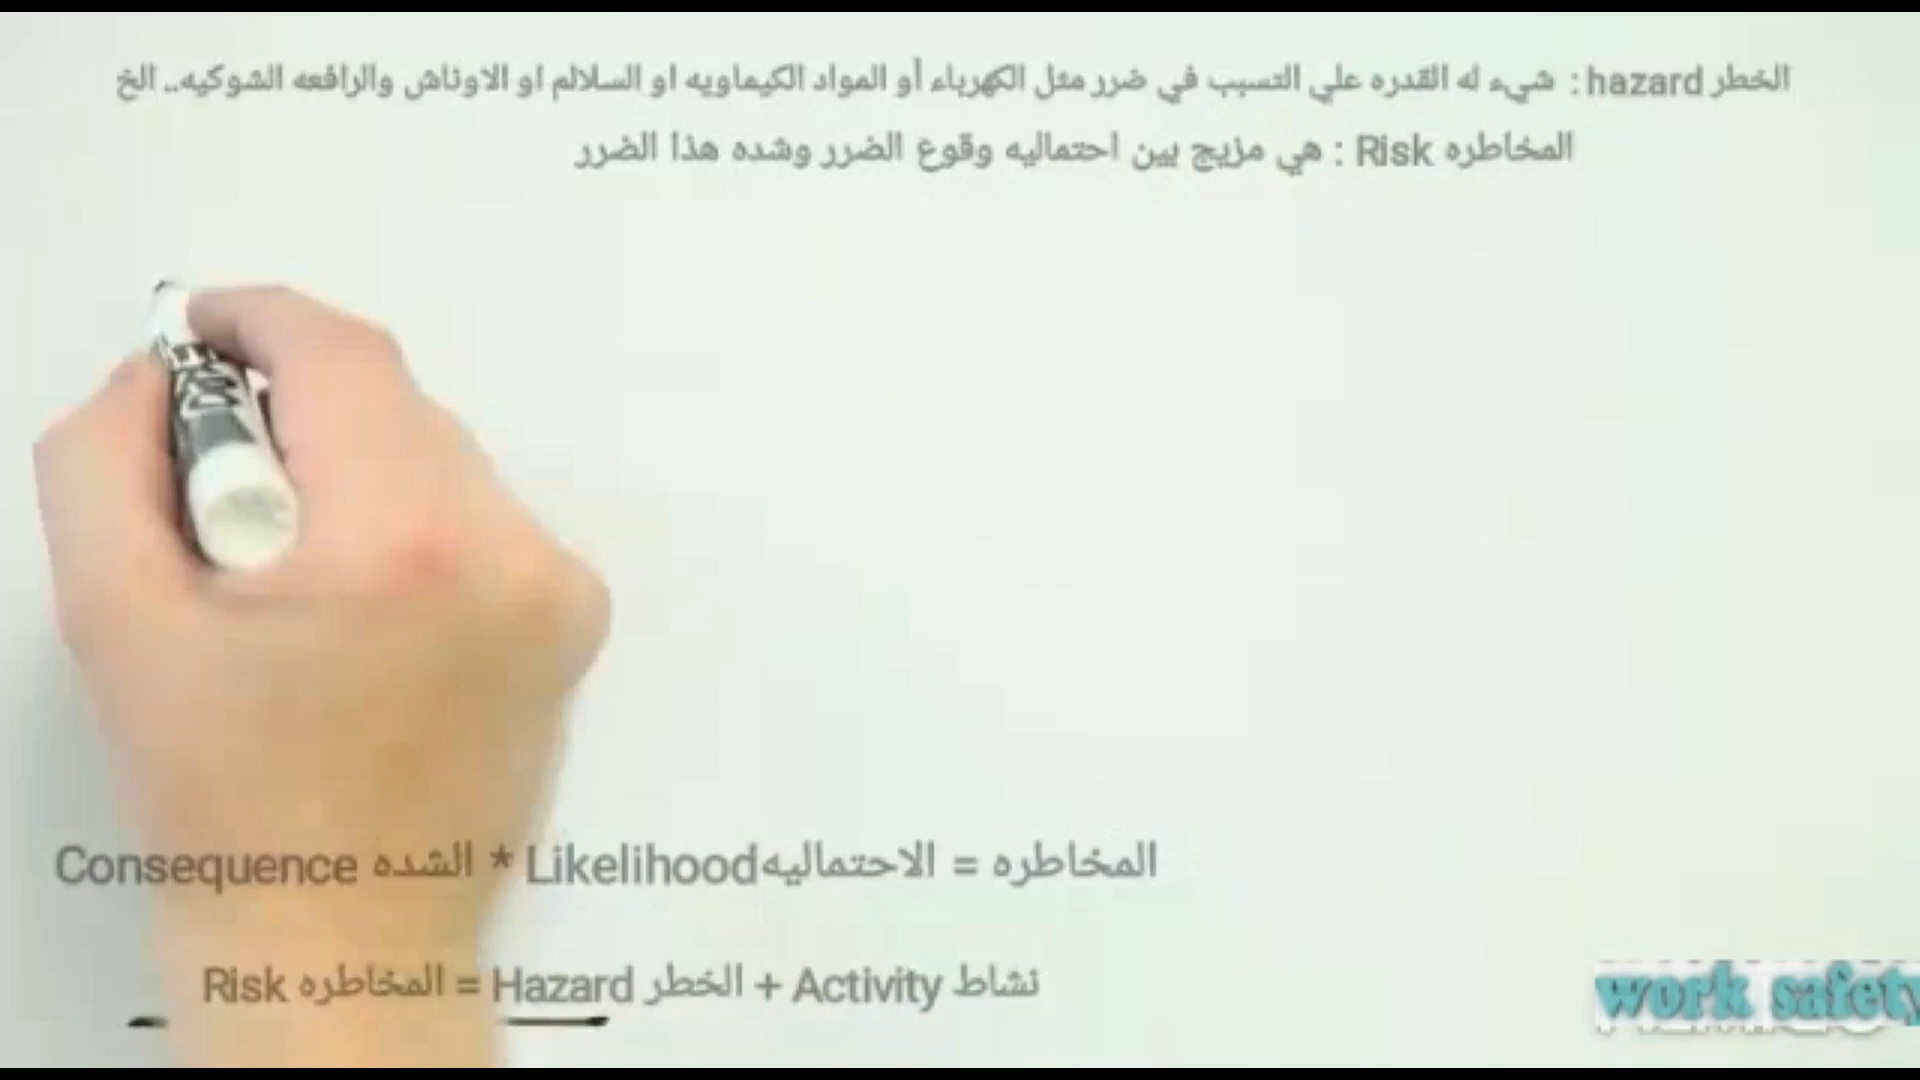 الخطر hazard : شيء له القدره علي التسبب في ضرر مثل الكهرباء أو المواد الكيماويه او السلالم او الاوناش والرافعه الشوكيه.. الخ
المخاطره Risk : هي مزيج بين احتماليه وقوع الضرر وشده هذا الضرر
المخاطره = الاحتماليه Likelihood * الشده Consequence
نشاط Activity + الخطر Hazard = المخاطره Risk
work safety